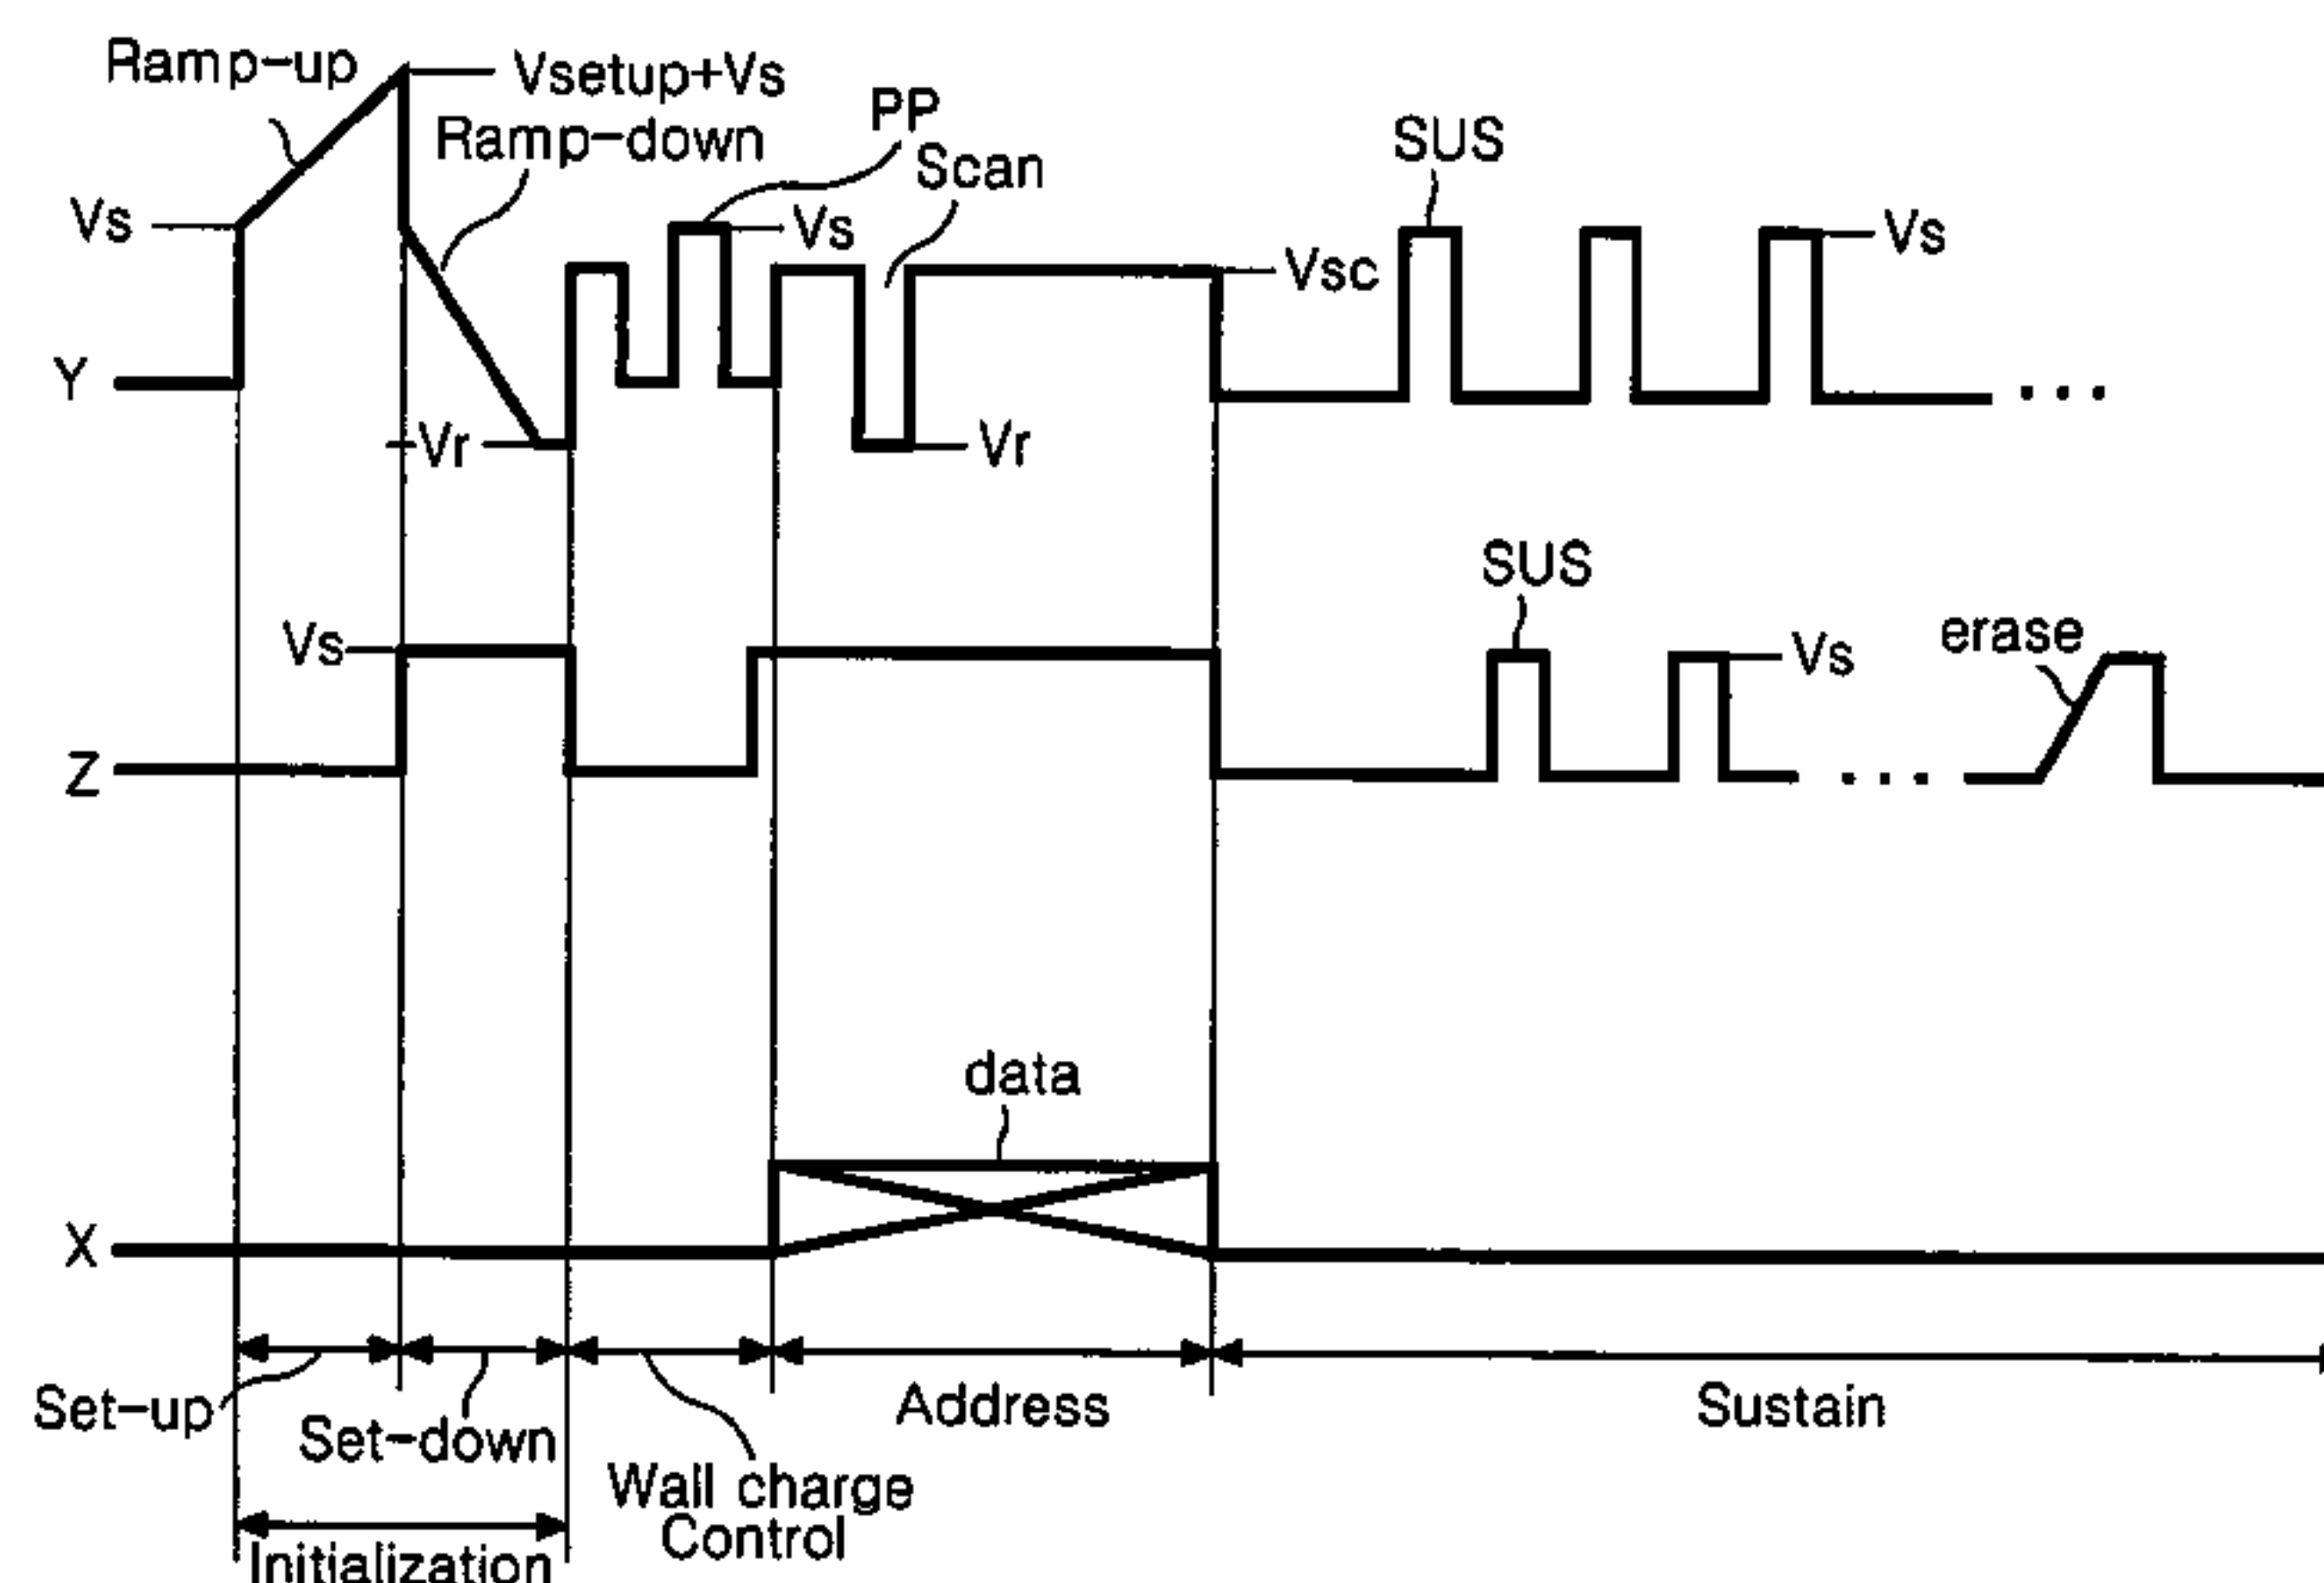 Ramp-up
Vsetup+Vs
Ramp-down
PP
Scan
SUS
Vs
Vs
Vs
Vsc
Y
-Vr
Vr
SUS
Vs
Vs
erase
Z
data
X
Set-up
Set-down
Wall charge
Control
Address
Sustain
Initialization